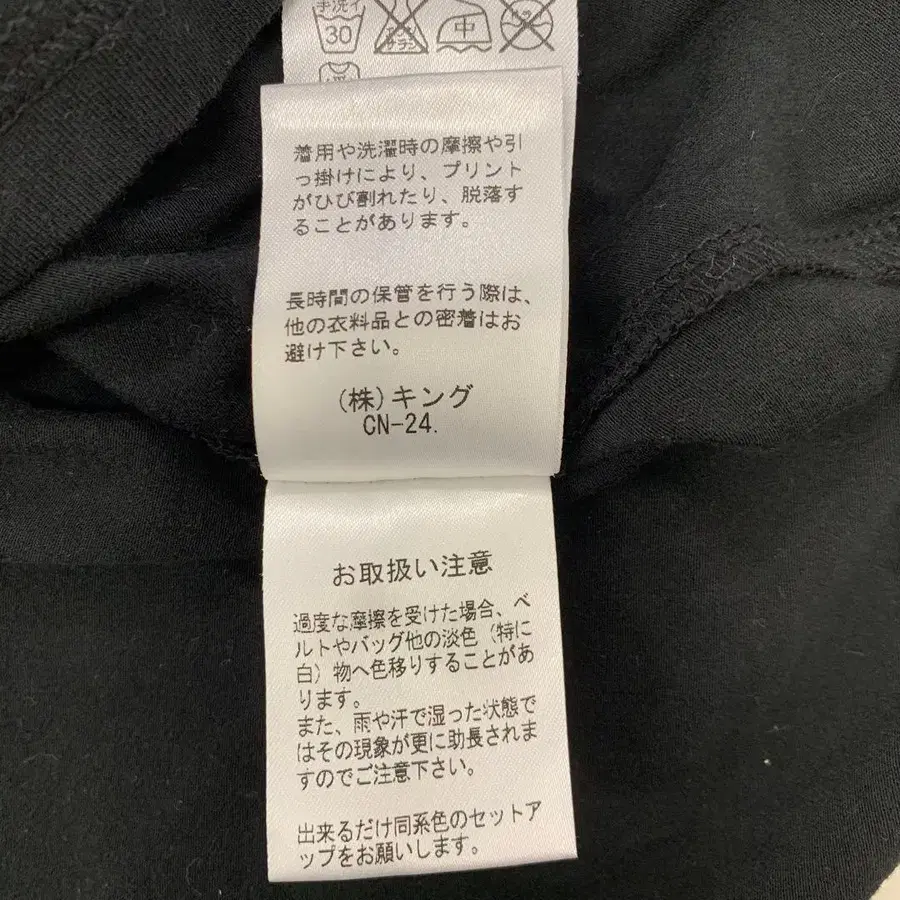 手洗イ
30
中
着用や洗濯時の摩擦や引
っ掛けにより、プリント
がひび割れたり、脱落す
ることがあります。
長時間の保管を行う際は、
他の衣料品との密着はお
避け下さい。
(株)キング
CN-24.
お取扱い注意
過度な摩擦を受けた場合、ベ
ルトやバッグ他の淡色（特に
白）物へ色移りすることがあ
ります。
また、雨や汗で湿った状態で
はその現象が更に助長されま
すのでご注意下さい。
出来るだけ同系色のセットア
ップをお願いします。